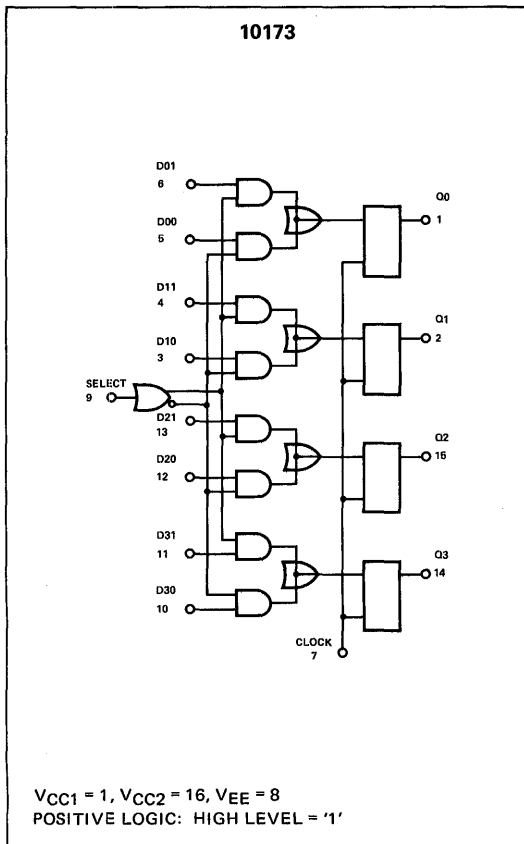 10173
D01
6
Q0
1
D00
5
D11
4
Q1
2
D10
3
SELECT
9
D21
13
Q2
15
D20
12
D31
11
Q3
14
D30
10
CLOCK
7
VCC1 = 1, VCC2 = 16, VEE = 8
POSITIVE LOGIC: HIGH LEVEL = '1'